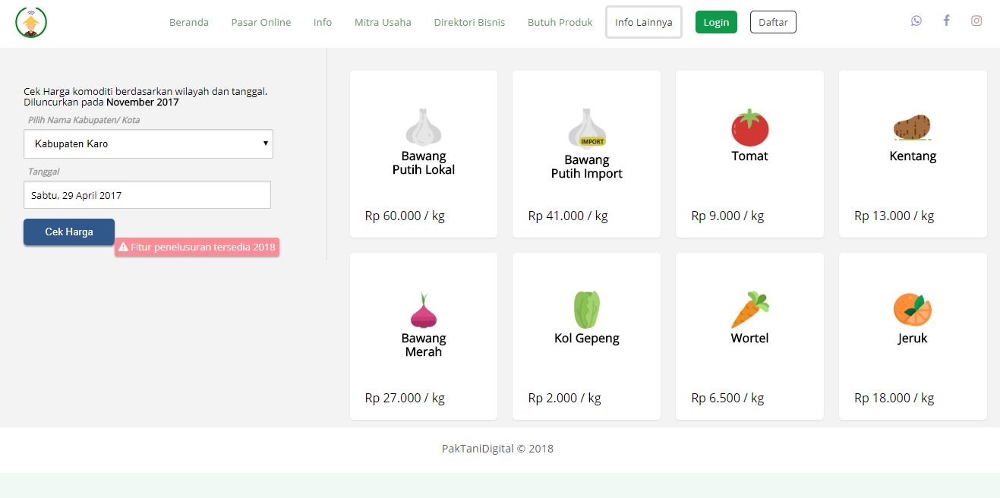 Beranda Pasar Online Info Mitra Usaha Direktori Bisnis Butuh Produk Info Lainnya Login Daftar
Cek Harga komoditi berdasarkan wilayah dan tanggal.
Diluncurkan pada November 2017
Pilih Nama Kabupaten/ Kota
Kabupaten Karo
Tanggal
Sabtu, 29 April 2017
Cek Harga
Fitur penelusuran tersedia 2018
Bawang
Putih Lokal
Rp 60.000 / kg
IMPORT
Bawang
Putih Import
Rp 41.000 / kg
Tomat
Rp 9.000 / kg
Kentang
Rp 13.000 / kg
Bawang
Merah
Rp 27.000 / kg
Kol Gepeng
Rp 2.000 / kg
Wortel
Rp 6.500 / kg
Jeruk
Rp 18.000 / kg
PakTaniDigital © 2018